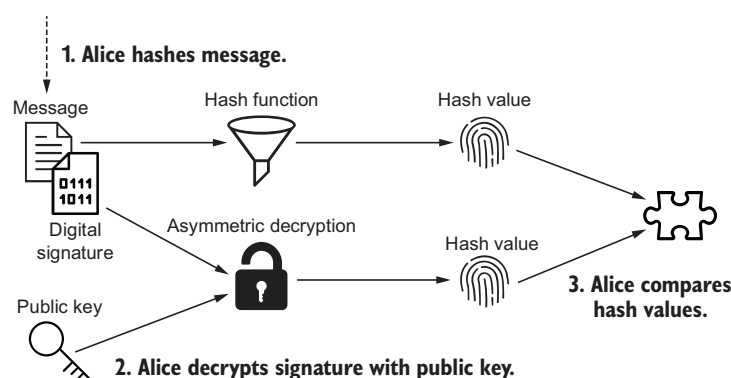 1. Alice hashes message.
Message
Hash function
Hash value
0111
1011
Digital
signature
Asymmetric decryption
Hash value
3. Alice compares
hash values.
Public key
2. Alice decrypts signature with public key.